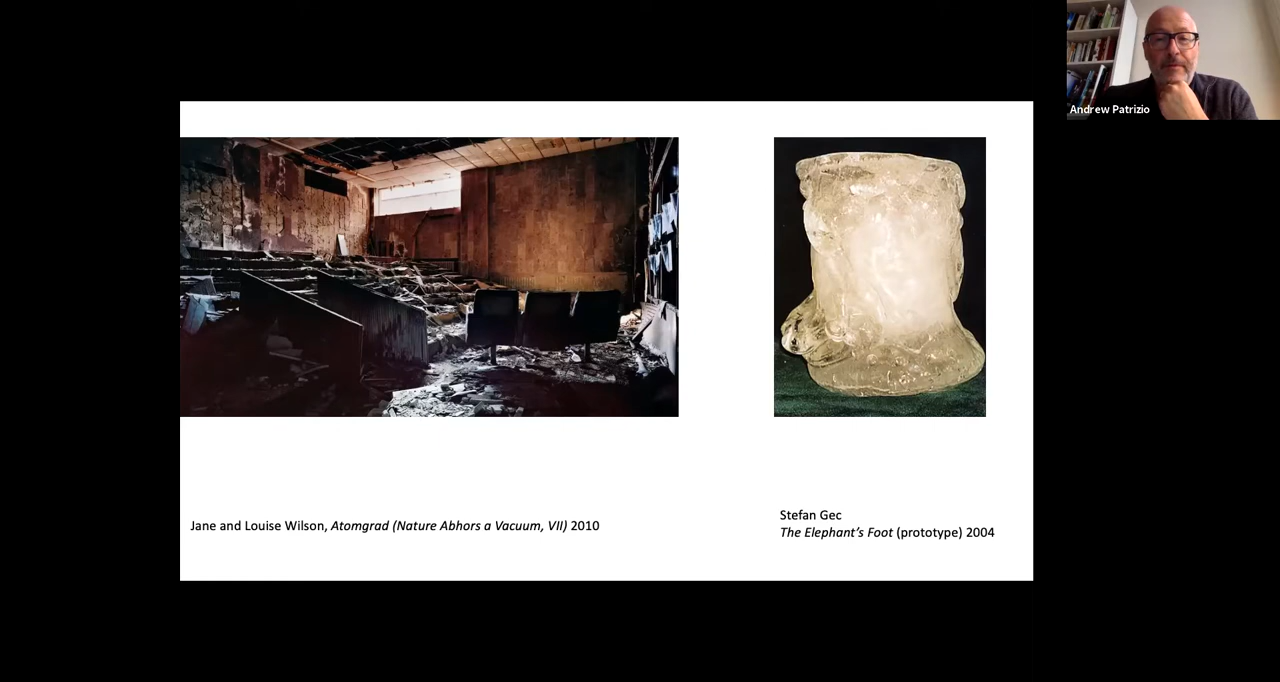 Andrew Patrizio
Jane and Louise Wilson, Atomgrad (Nature Abhors a Vacuum, VII) 2010
Stefan Gec
The Elephant’s Foot (prototype) 2004